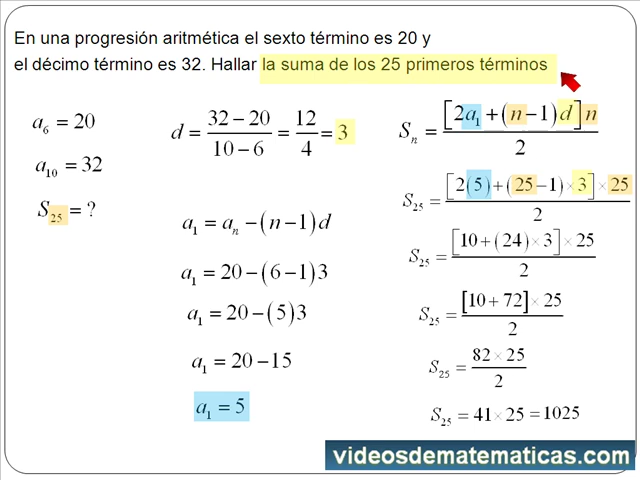 En una progresión aritmética el sexto término es 20 y
el décimo término es 32. Hallar la suma de los 25 primeros términos
a₆ = 20
a₁₀ = 32
S₂₅ = ?
d = (32 − 20)/(10 − 6) = 12/4 = 3
a₁ = aₙ − (n − 1)d
a₁ = 20 − (6 − 1)3
a₁ = 20 − (5)3
a₁ = 20 − 15
a₁ = 5
Sₙ = [2a₁ + (n − 1)d]n / 2
S₂₅ = [2(5) + (25 − 1) × 3] × 25 / 2
S₂₅ = [10 + (24) × 3] × 25 / 2
S₂₅ = [10 + 72] × 25 / 2
S₂₅ = 82 × 25 / 2
S₂₅ = 41 × 25 = 1025
videosdematematicas.com